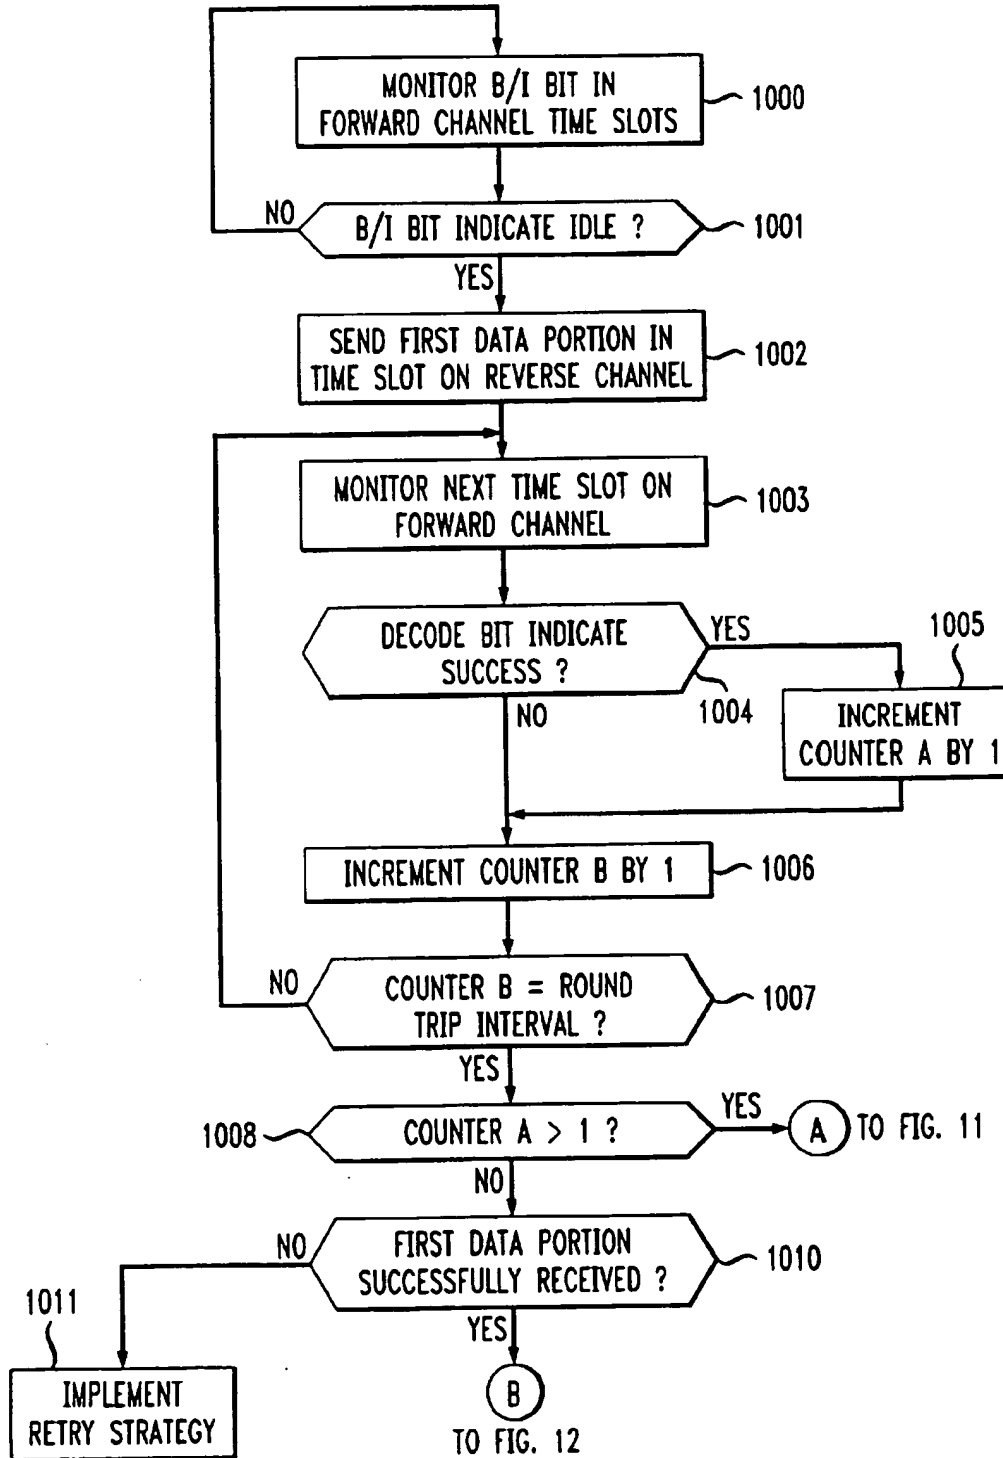 MONITOR B/I BIT IN
FORWARD CHANNEL TIME SLOTS
1000
NO
B/I BIT INDICATE IDLE ?
1001
YES
SEND FIRST DATA PORTION IN
TIME SLOT ON REVERSE CHANNEL
1002
MONITOR NEXT TIME SLOT ON
FORWARD CHANNEL
1003
DECODE BIT INDICATE
SUCCESS ?
YES
1004
NO
1005
INCREMENT
COUNTER A BY 1
INCREMENT COUNTER B BY 1
1006
NO
COUNTER B = ROUND
TRIP INTERVAL ?
1007
YES
1008
COUNTER A > 1 ?
YES
A
TO FIG. 11
NO
NO
FIRST DATA PORTION
SUCCESSFULLY RECEIVED ?
1010
1011
YES
IMPLEMENT
RETRY STRATEGY
B
TO FIG. 12